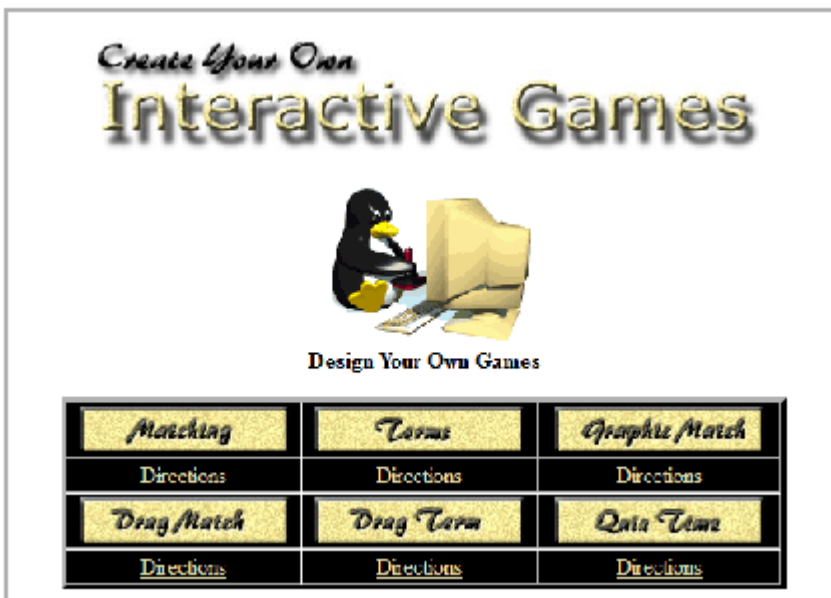 Create Your Own
Interactive Games
Design Your Own Games
Matching Terms Graphic Match
Directions Directions Directions
Drag Match Drag Term Quiz Time
Directions Directions Directions